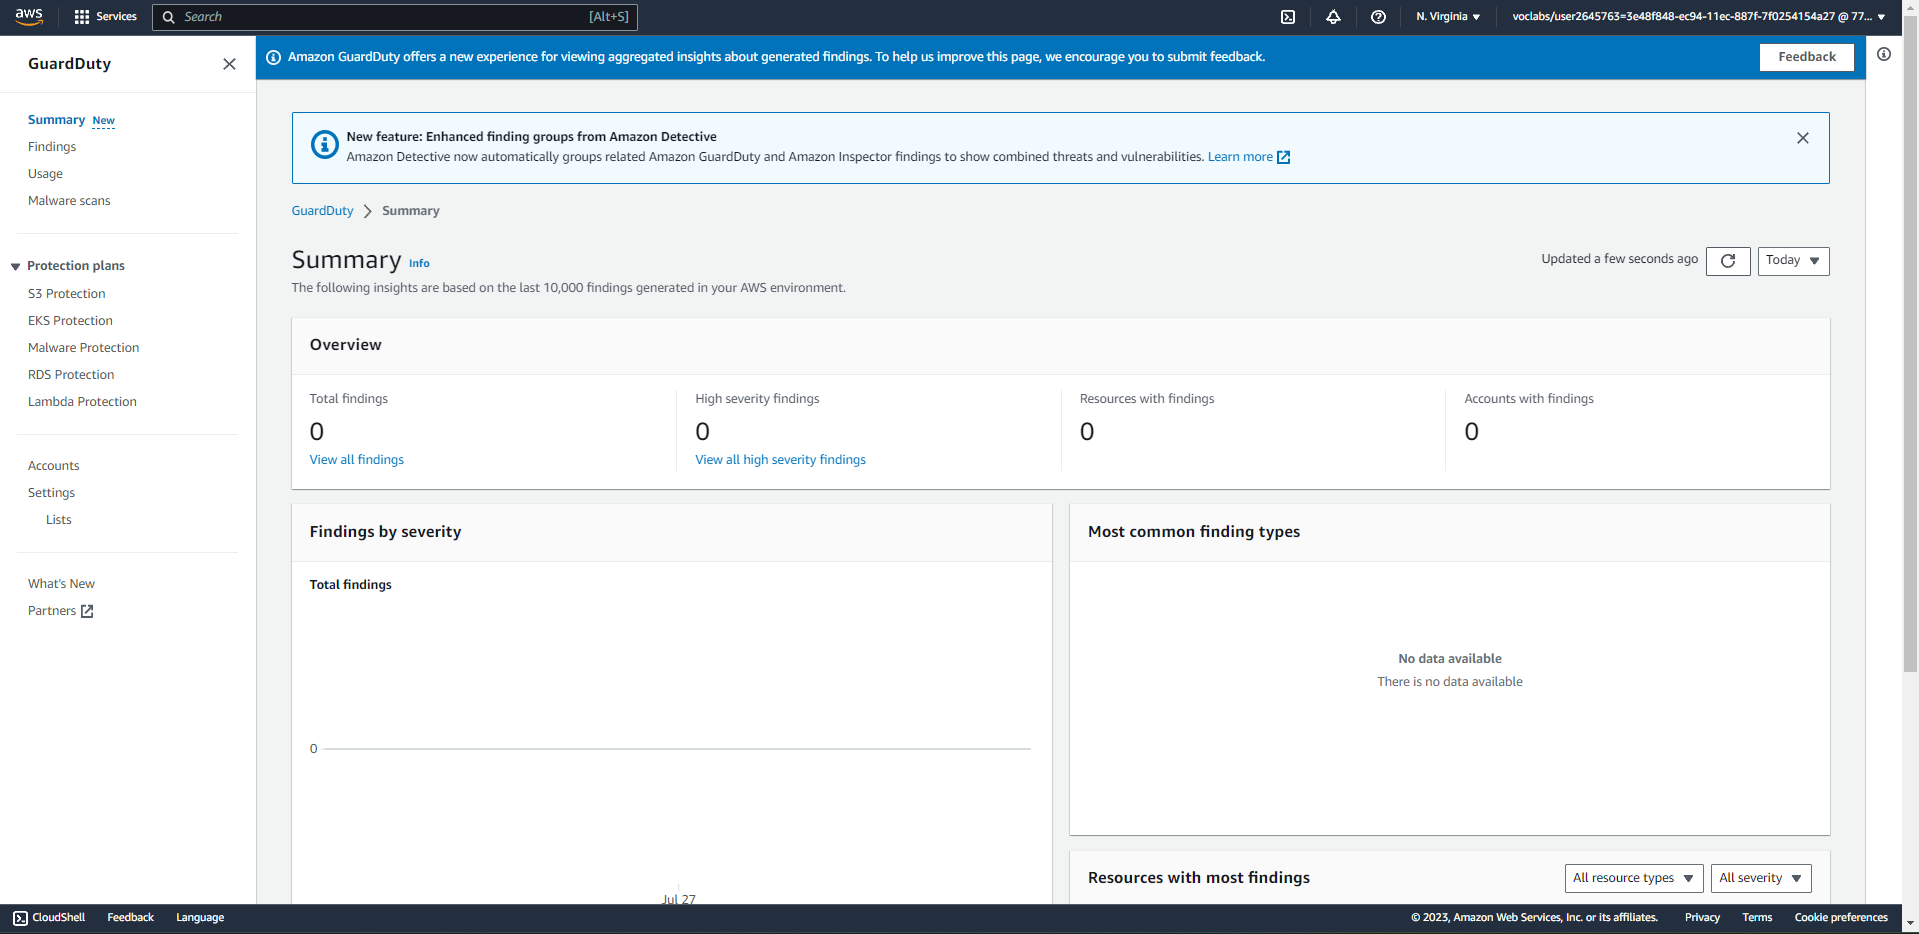 aws
Services
Search
[Alt+S]
N. Virginia
voclabs/user2645763=3e48f848-ec94-11ec-887f-7f0254154a27 @ 77...
GuardDuty
Amazon GuardDuty offers a new experience for viewing aggregated insights about generated findings. To help us improve this page, we encourage you to submit feedback.
Feedback
Summary New
Findings
Usage
Malware scans
Protection plans
S3 Protection
EKS Protection
Malware Protection
RDS Protection
Lambda Protection
Accounts
Settings
Lists
What's New
Partners
New feature: Enhanced finding groups from Amazon Detective
Amazon Detective now automatically groups related Amazon GuardDuty and Amazon Inspector findings to show combined threats and vulnerabilities. Learn more
GuardDuty
Summary
Summary Info
Updated a few seconds ago
Today
The following insights are based on the last 10,000 findings generated in your AWS environment.
Overview
Total findings
0
View all findings
High severity findings
0
View all high severity findings
Resources with findings
0
Accounts with findings
0
Findings by severity
Total findings
0
Jul 27
Most common finding types
No data available
There is no data available
Resources with most findings
All resource types
All severity
CloudShell
Feedback
Language
© 2023, Amazon Web Services, Inc. or its affiliates.
Privacy
Terms
Cookie preferences